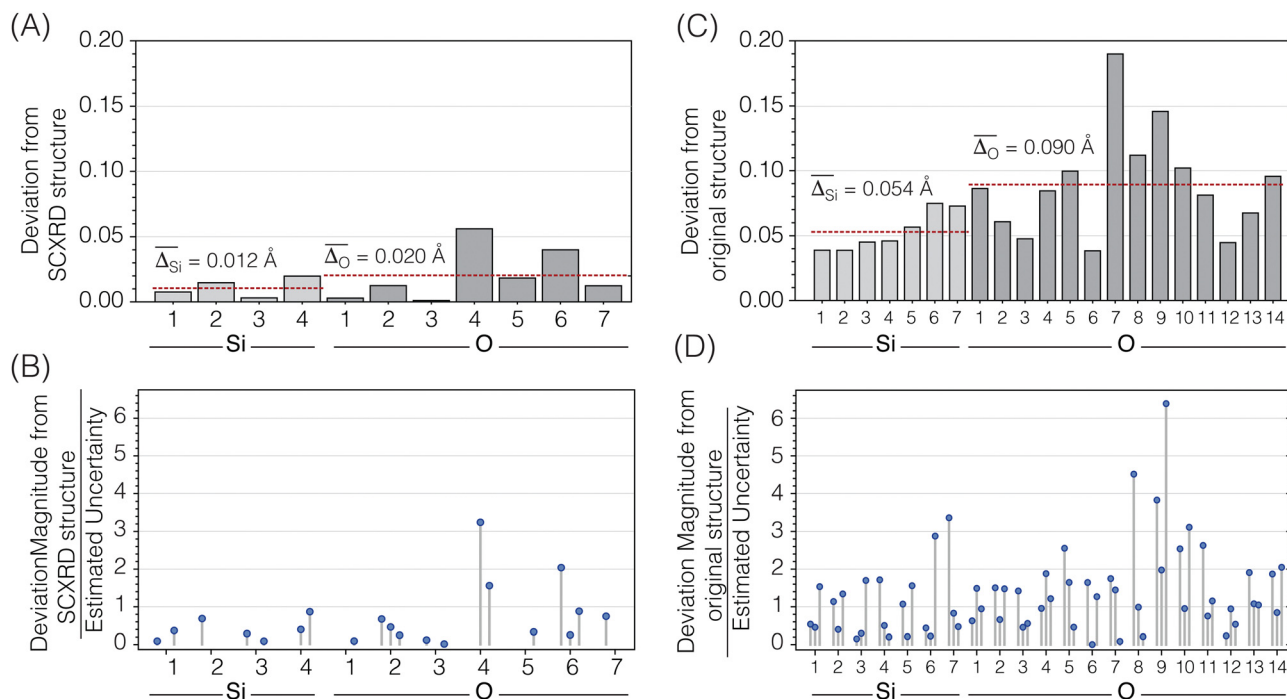 (A)
0.20
0.15
0.10
0.05
0.00
Deviation from
SCXRD structure
Δ̅Si = 0.012 Å
Δ̅O = 0.020 Å
1 2 3 4 1 2 3 4 5 6 7
Si O
(B)
6
5
4
3
2
1
0
DeviationMagnitude from
SCXRD structure
Estimated Uncertainty
1 2 3 4 1 2 3 4 5 6 7
Si O
(C)
0.20
0.15
0.10
0.05
0.00
Deviation from
original structure
Δ̅O = 0.090 Å
Δ̅Si = 0.054 Å
1 2 3 4 5 6 7 1 2 3 4 5 6 7 8 9 10 11 12 13 14
Si O
(D)
6
5
4
3
2
1
0
Deviation Magnitude from
original structure
Estimated Uncertainty
1 2 3 4 5 6 7 1 2 3 4 5 6 7 8 9 10 11 12 13 14
Si O